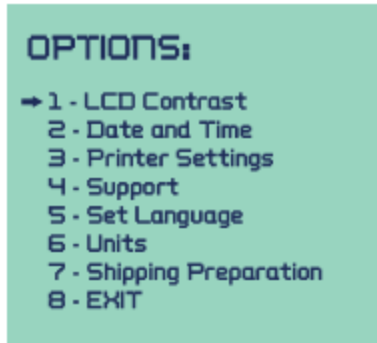 OPTIONS:
➡1 - LCD Contrast
2 - Date and Time
3 - Printer Settings
4 - Support
5 - Set Language
6 - Units
7 - Shipping Preparation
8 - EXIT